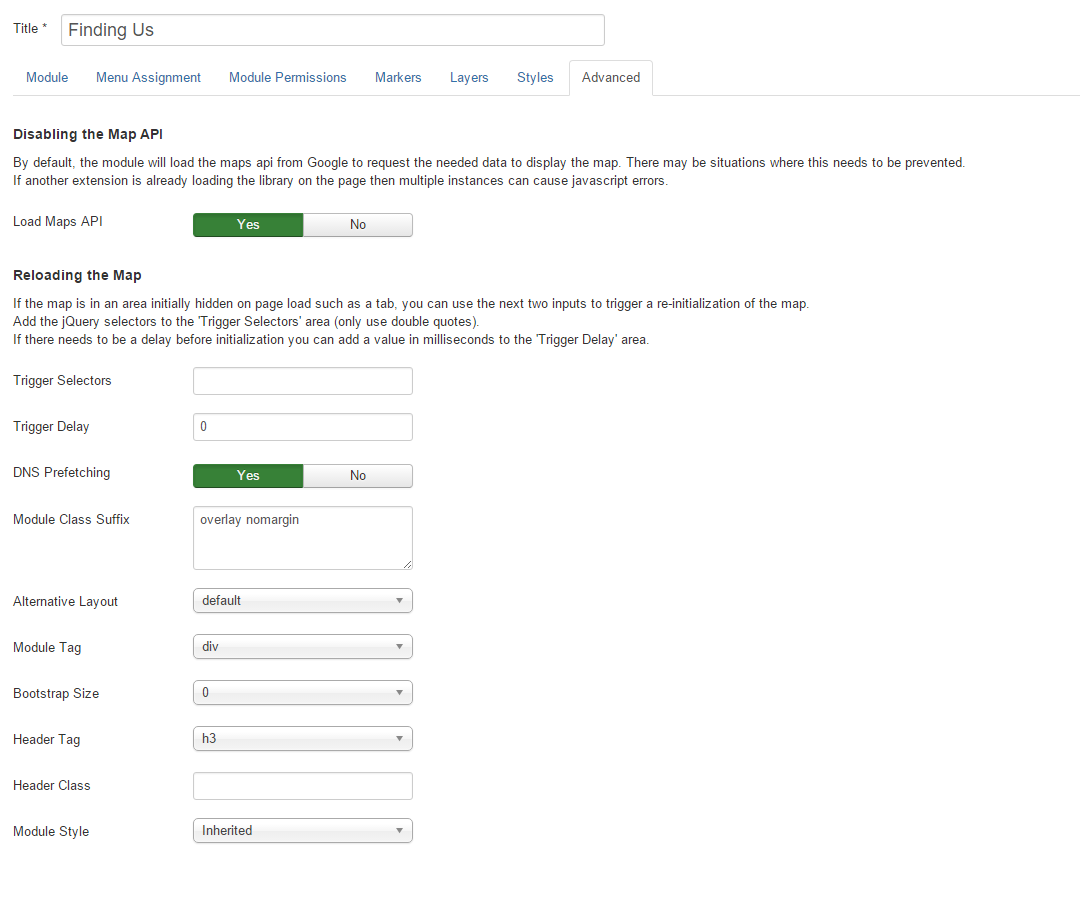 Title *
Finding Us
Module Menu Assignment Module Permissions Markers Layers Styles Advanced
Disabling the Map API
By default, the module will load the maps api from Google to request the needed data to display the map. There may be situations where this needs to be prevented.
If another extension is already loading the library on the page then multiple instances can cause javascript errors.
Load Maps API Yes No
Reloading the Map
If the map is in an area initially hidden on page load such as a tab, you can use the next two inputs to trigger a re-initialization of the map.
Add the jQuery selectors to the 'Trigger Selectors' area (only use double quotes).
If there needs to be a delay before initialization you can add a value in milliseconds to the 'Trigger Delay' area.
Trigger Selectors
Trigger Delay 0
DNS Prefetching Yes No
Module Class Suffix overlay nomargin
Alternative Layout default
Module Tag div
Bootstrap Size 0
Header Tag h3
Header Class
Module Style Inherited